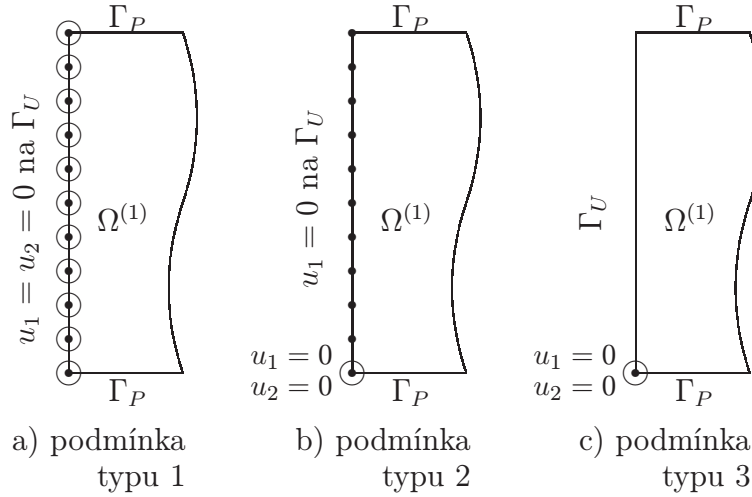 Γ_P
u_1 = u_2 = 0 na Γ_U
Ω^(1)
Γ_P
a) podmínka
typu 1
Γ_P
u_1 = 0 na Γ_U
Ω^(1)
u_1 = 0
u_2 = 0
Γ_P
b) podmínka
typu 2
Γ_P
Γ_U
Ω^(1)
u_1 = 0
u_2 = 0
Γ_P
c) podmínka
typu 3